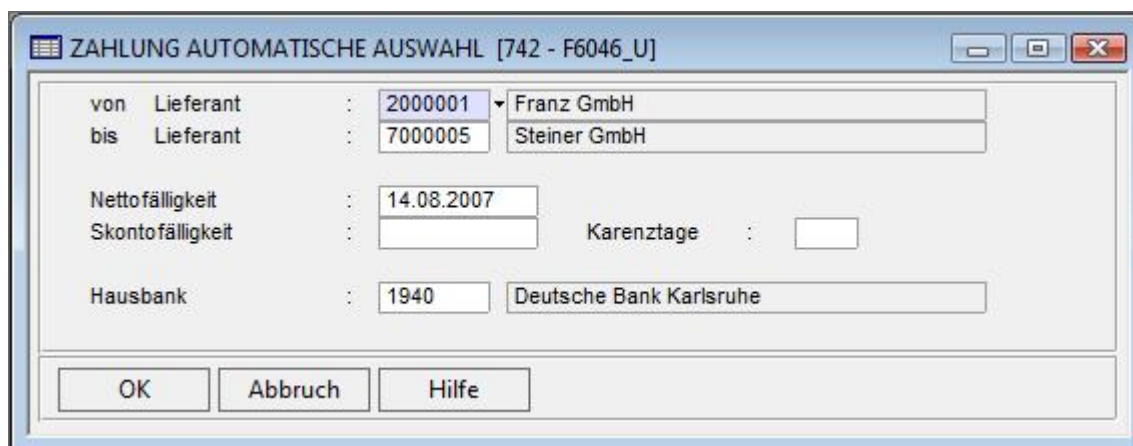 ZAHLUNG AUTOMATISCHE AUSWAHL [742 - F6046_U]
von Lieferant : 2000001 Franz GmbH
bis Lieferant : 7000005 Steiner GmbH
Nettofälligkeit : 14.08.2007
Skontofälligkeit : Karenztage :
Hausbank : 1940 Deutsche Bank Karlsruhe
OK Abbruch Hilfe